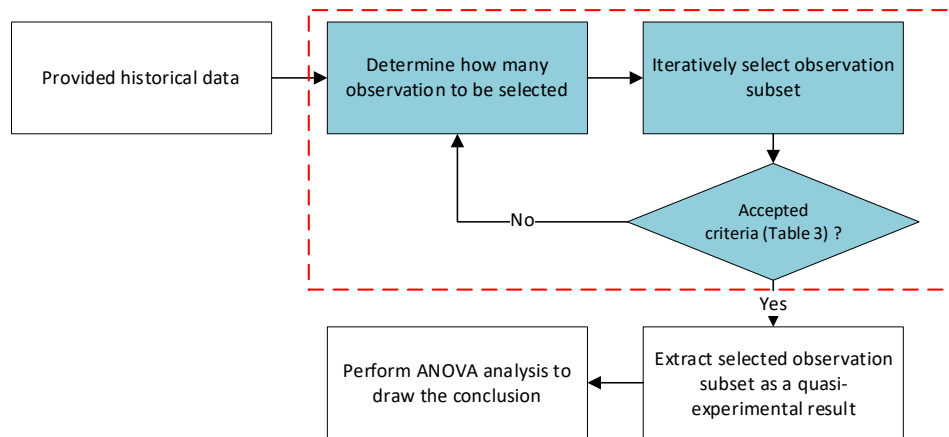 Provided historical data
Determine how many
observation to be selected
Iteratively select observation
subset
Accepted
criteria (Table 3) ?
No
Yes
Extract selected observation
subset as a quasi-
experimental result
Perform ANOVA analysis to
draw the conclusion